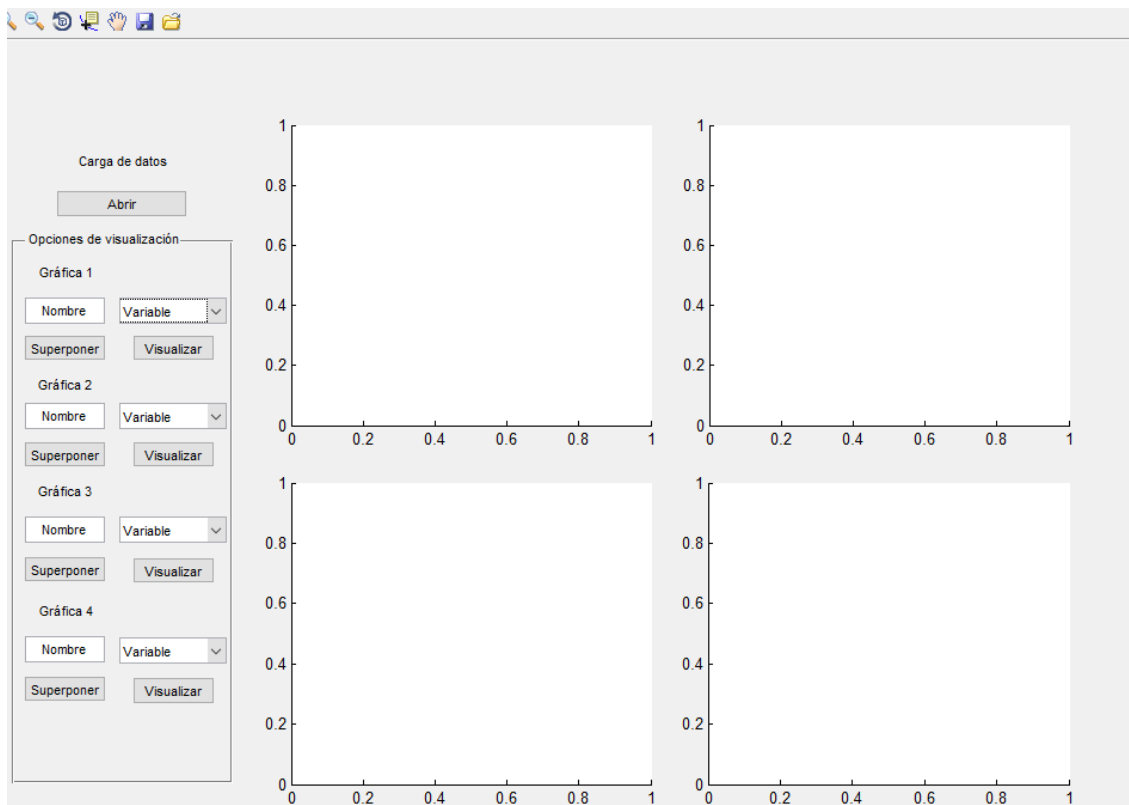 Carga de datos
Abrir
Opciones de visualización
Gráfica 1
Nombre
Variable
Superponer
Visualizar
Gráfica 2
Nombre
Variable
Superponer
Visualizar
Gráfica 3
Nombre
Variable
Superponer
Visualizar
Gráfica 4
Nombre
Variable
Superponer
Visualizar
1
0.8
0.6
0.4
0.2
0
0 0.2 0.4 0.6 0.8 1
1
0.8
0.6
0.4
0.2
0
0 0.2 0.4 0.6 0.8 1
1
0.8
0.6
0.4
0.2
0
0 0.2 0.4 0.6 0.8 1
1
0.8
0.6
0.4
0.2
0
0 0.2 0.4 0.6 0.8 1